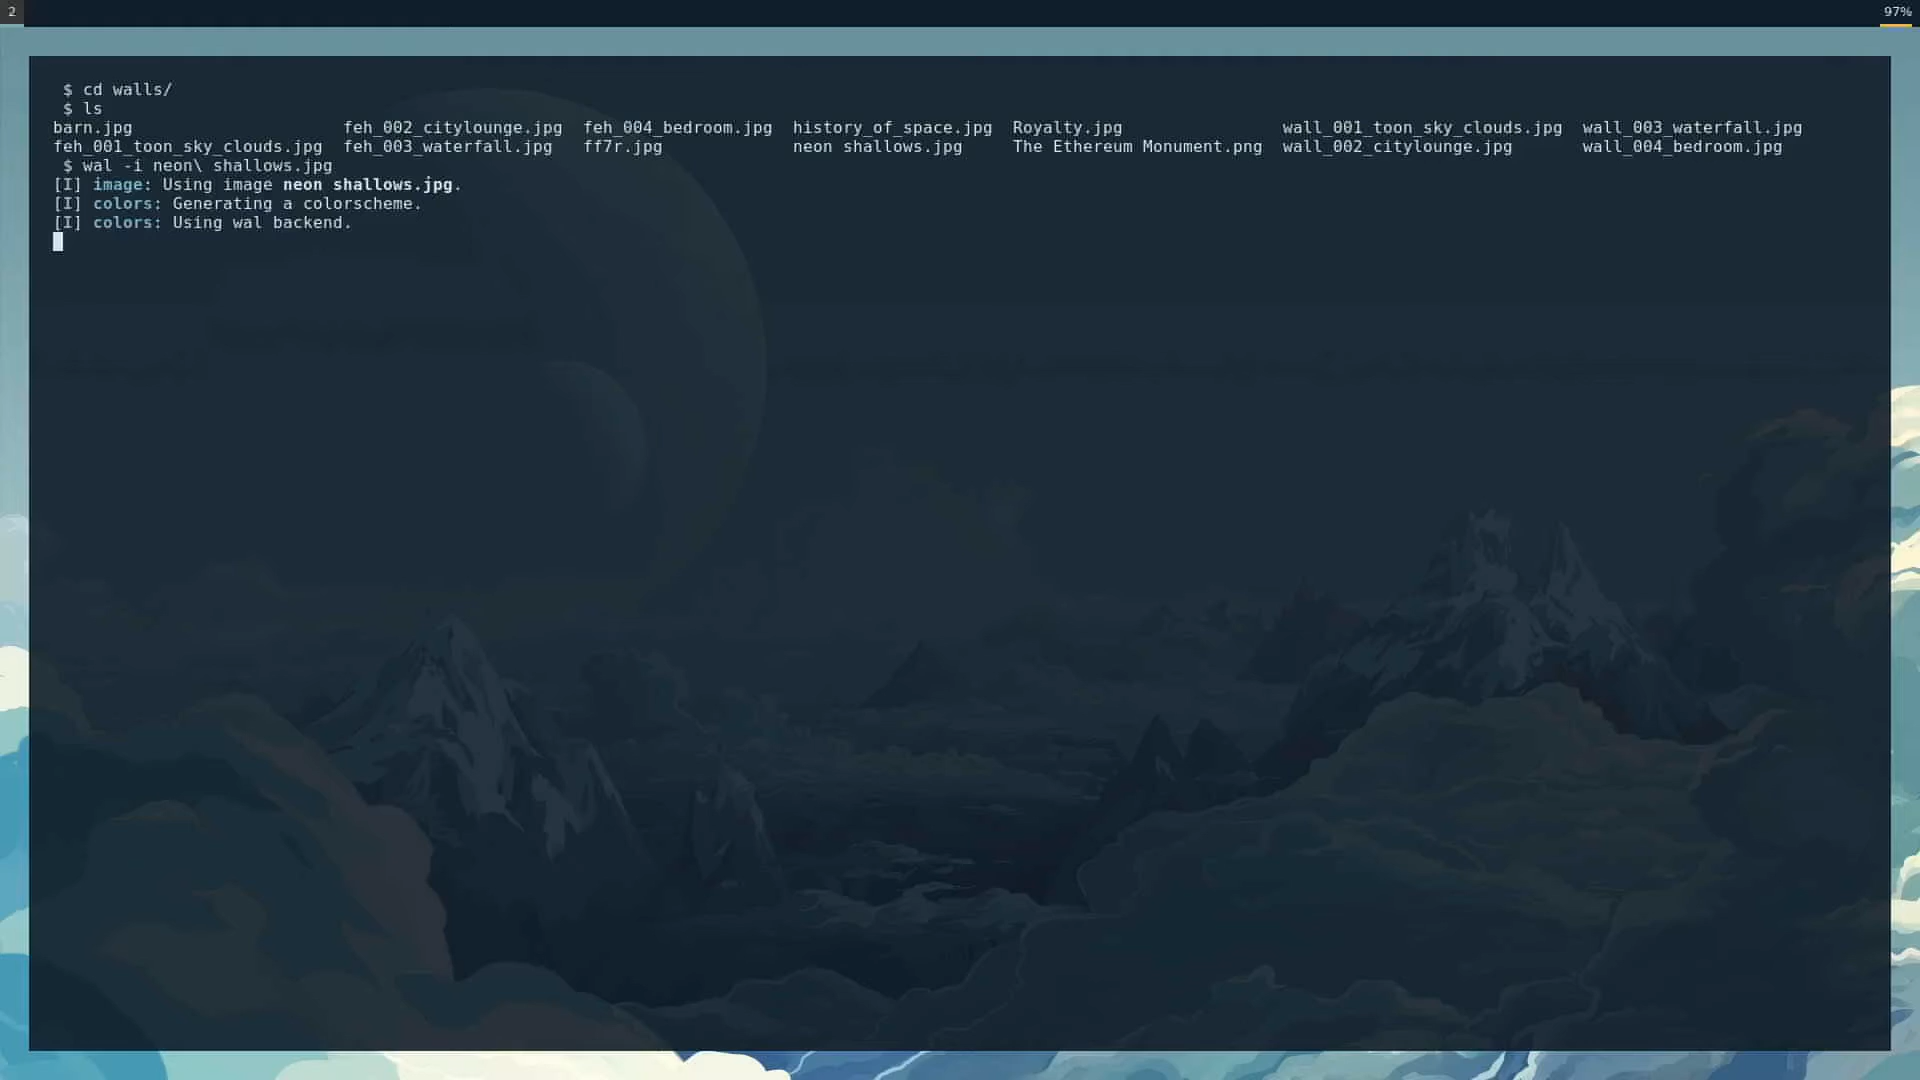 2 97%
$ cd walls/
$ ls
barn.jpg feh_002_citylounge.jpg feh_004_bedroom.jpg history_of_space.jpg Royalty.jpg wall_001_toon_sky_clouds.jpg wall_003_waterfall.jpg
feh_001_toon_sky_clouds.jpg feh_003_waterfall.jpg ff7r.jpg neon shallows.jpg The Ethereum Monument.png wall_002_citylounge.jpg wall_004_bedroom.jpg
$ wal -i neon\ shallows.jpg
[I] image: Using image neon shallows.jpg.
[I] colors: Generating a colorscheme.
[I] colors: Using wal backend.